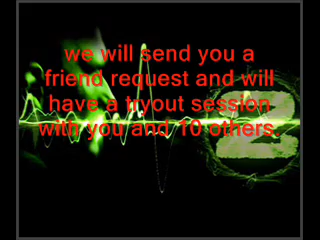 we will send you a
friend request and will
have a tryout session
with you and 10 others.